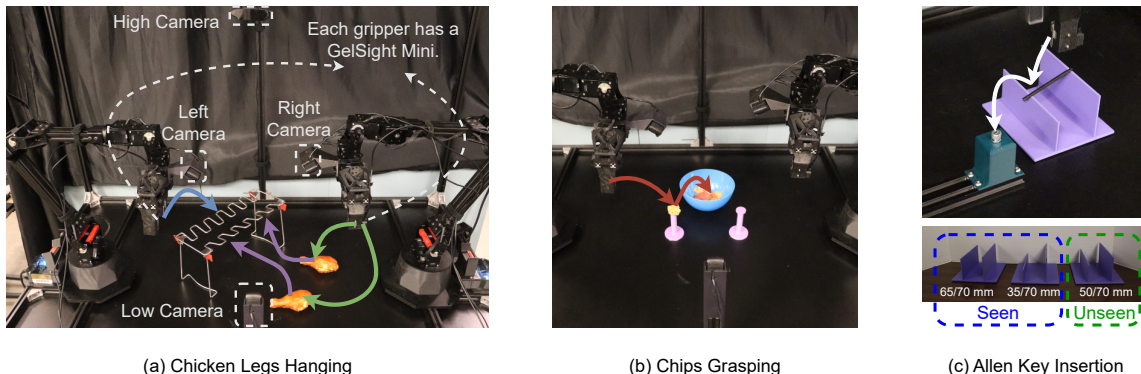 High Camera
Each gripper has a
GelSight Mini.
Left
Camera
Right
Camera
Low Camera
65/70 mm
35/70 mm
50/70 mm
Seen
Unseen
(a) Chicken Legs Hanging
(b) Chips Grasping
(c) Allen Key Insertion